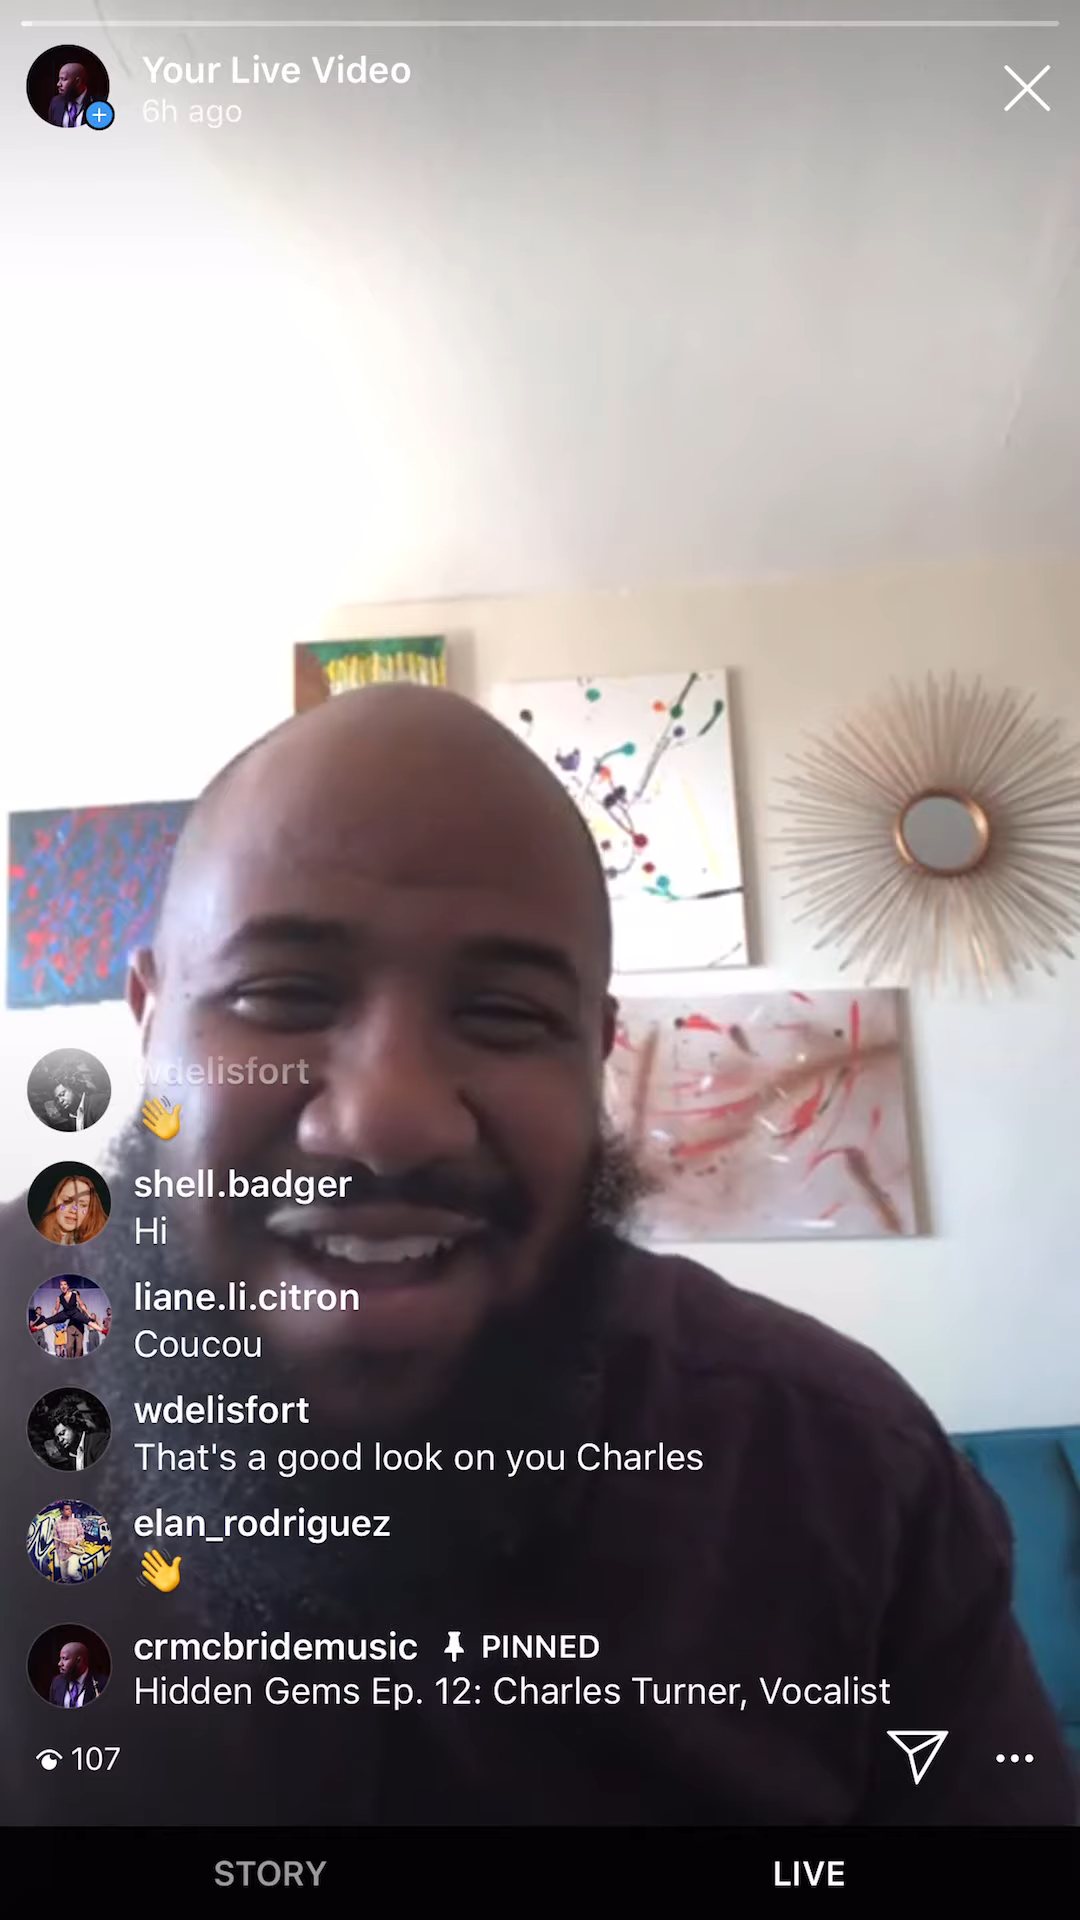 Your Live Video
6h ago
wdelisfort
👋
shell.badger
Hi
liane.li.citron
Coucou
wdelisfort
That's a good look on you Charles
elan_rodriguez
👋
crmcbridemusic PINNED
Hidden Gems Ep. 12: Charles Turner, Vocalist
107
STORY LIVE